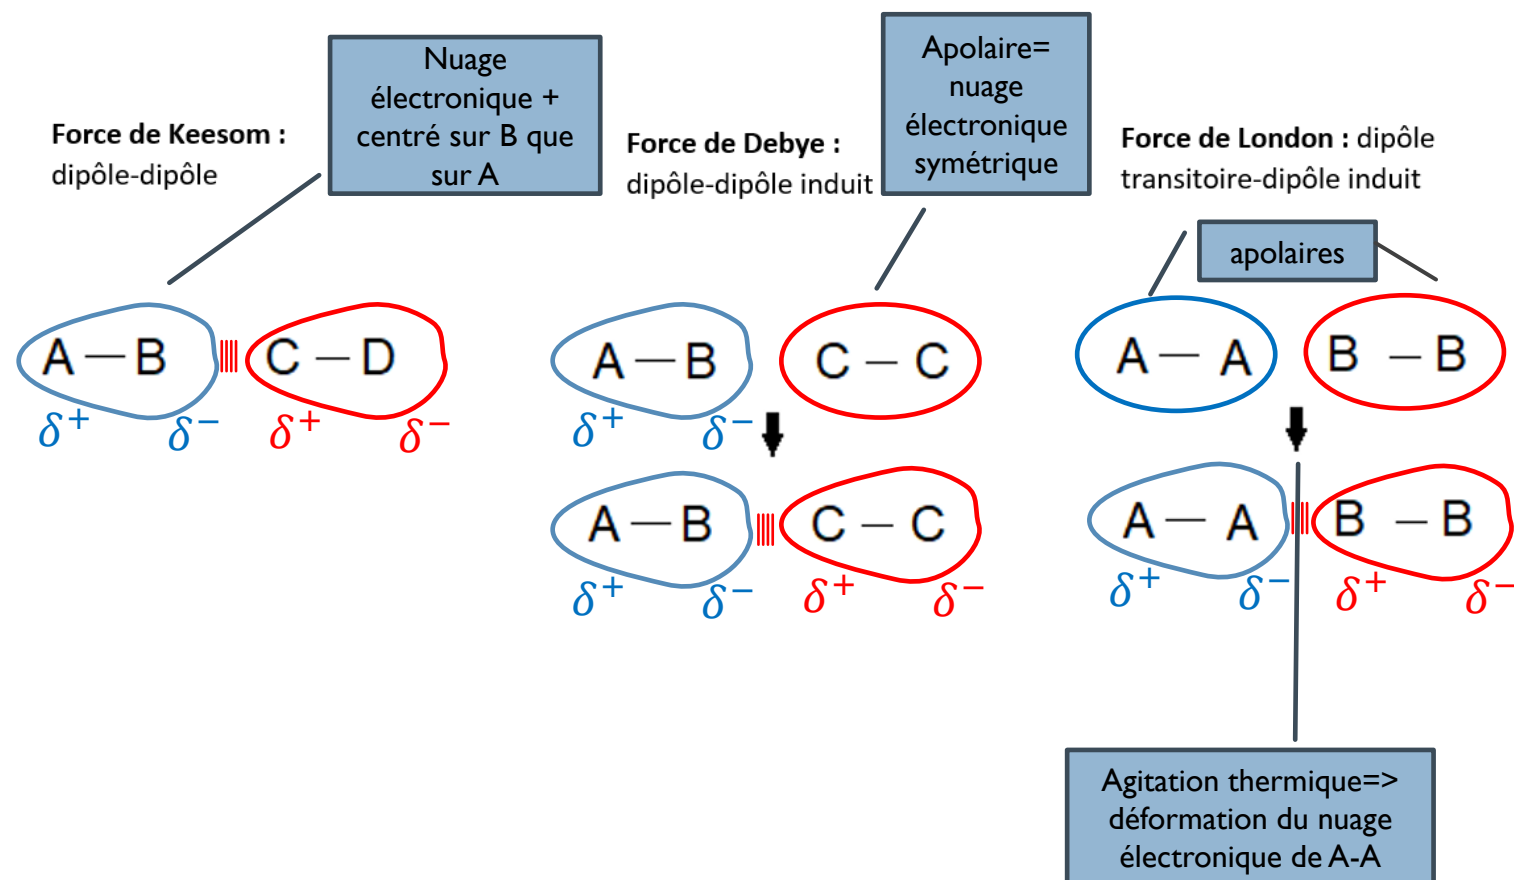 Nuage
électronique +
centré sur B que
sur A
Force de Keesom :
dipôle-dipôle
A — B
C — D
δ+
δ−
δ+
δ−
Apolaire=
nuage
électronique
symétrique
Force de Debye :
dipôle-dipôle induit
A — B
C – C
δ+
δ−
A — B
C – C
δ+
δ−
δ+
δ−
Force de London : dipôle
transitoire-dipôle induit
apolaires
A — A
B – B
A — A
B – B
δ+
δ−
δ+
δ−
Agitation thermique=>
déformation du nuage
électronique de A-A